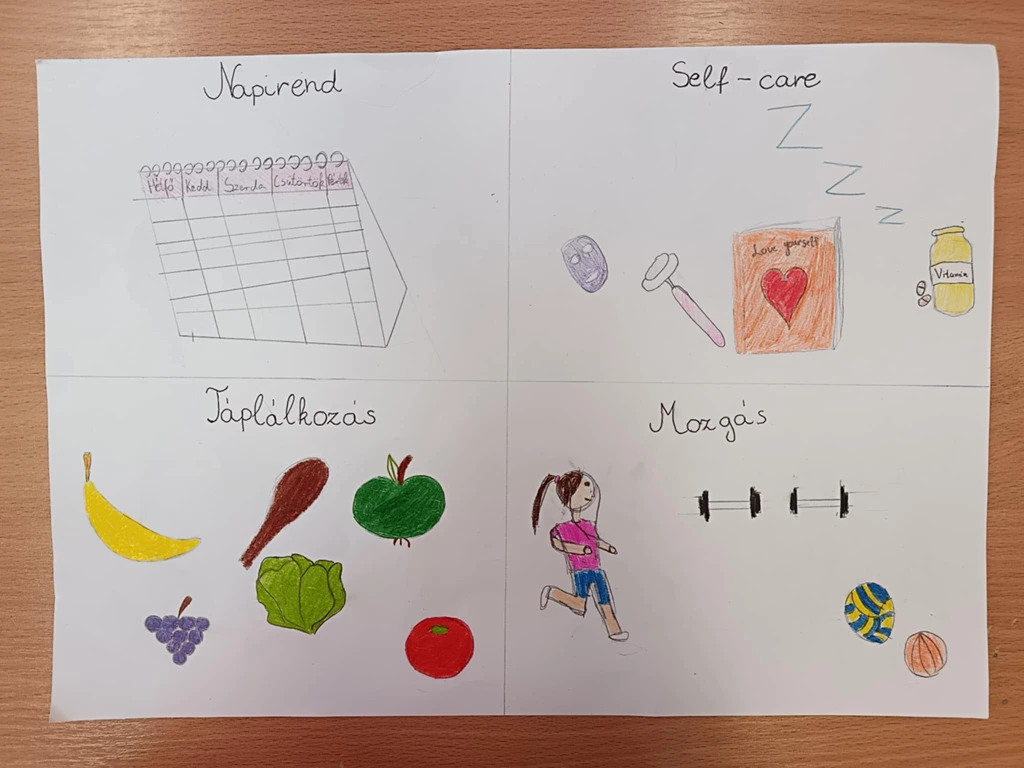 Napirend
Hétfő Kedd Szerda Csütörtök Péntek
Self-care
Z
Z
Z
Love yourself
Vitamin
Táplálkozás
Mozgás